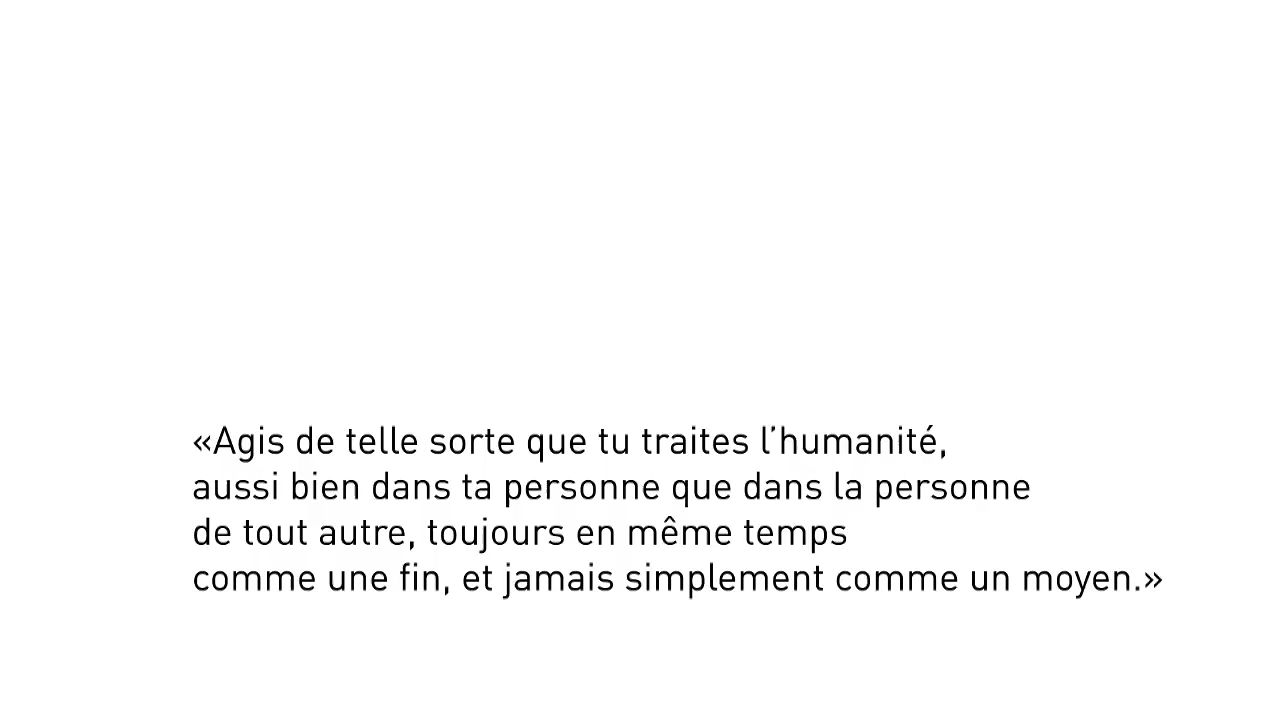 «Agis de telle sorte que tu traites l’humanité,
aussi bien dans ta personne que dans la personne
de tout autre, toujours en même temps
comme une fin, et jamais simplement comme un moyen.»